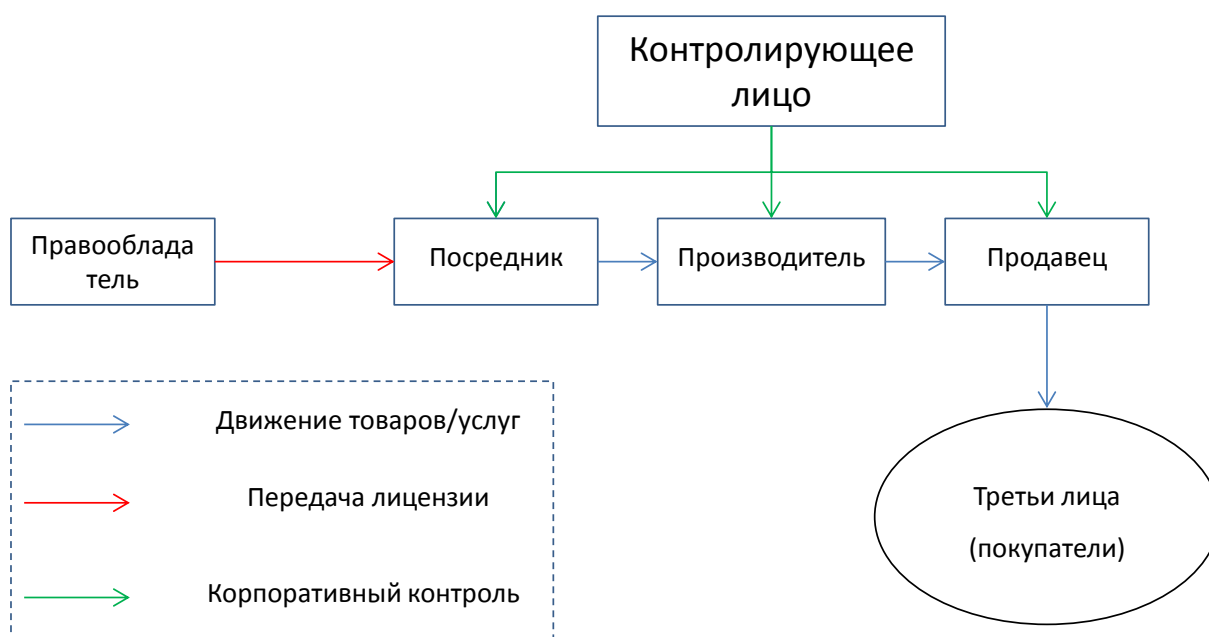 Контролирующее
лицо
Правооблада
тель
Посредник
Производитель
Продавец
Движение товаров/услуг
Передача лицензии
Корпоративный контроль
Третьи лица
(покупатели)